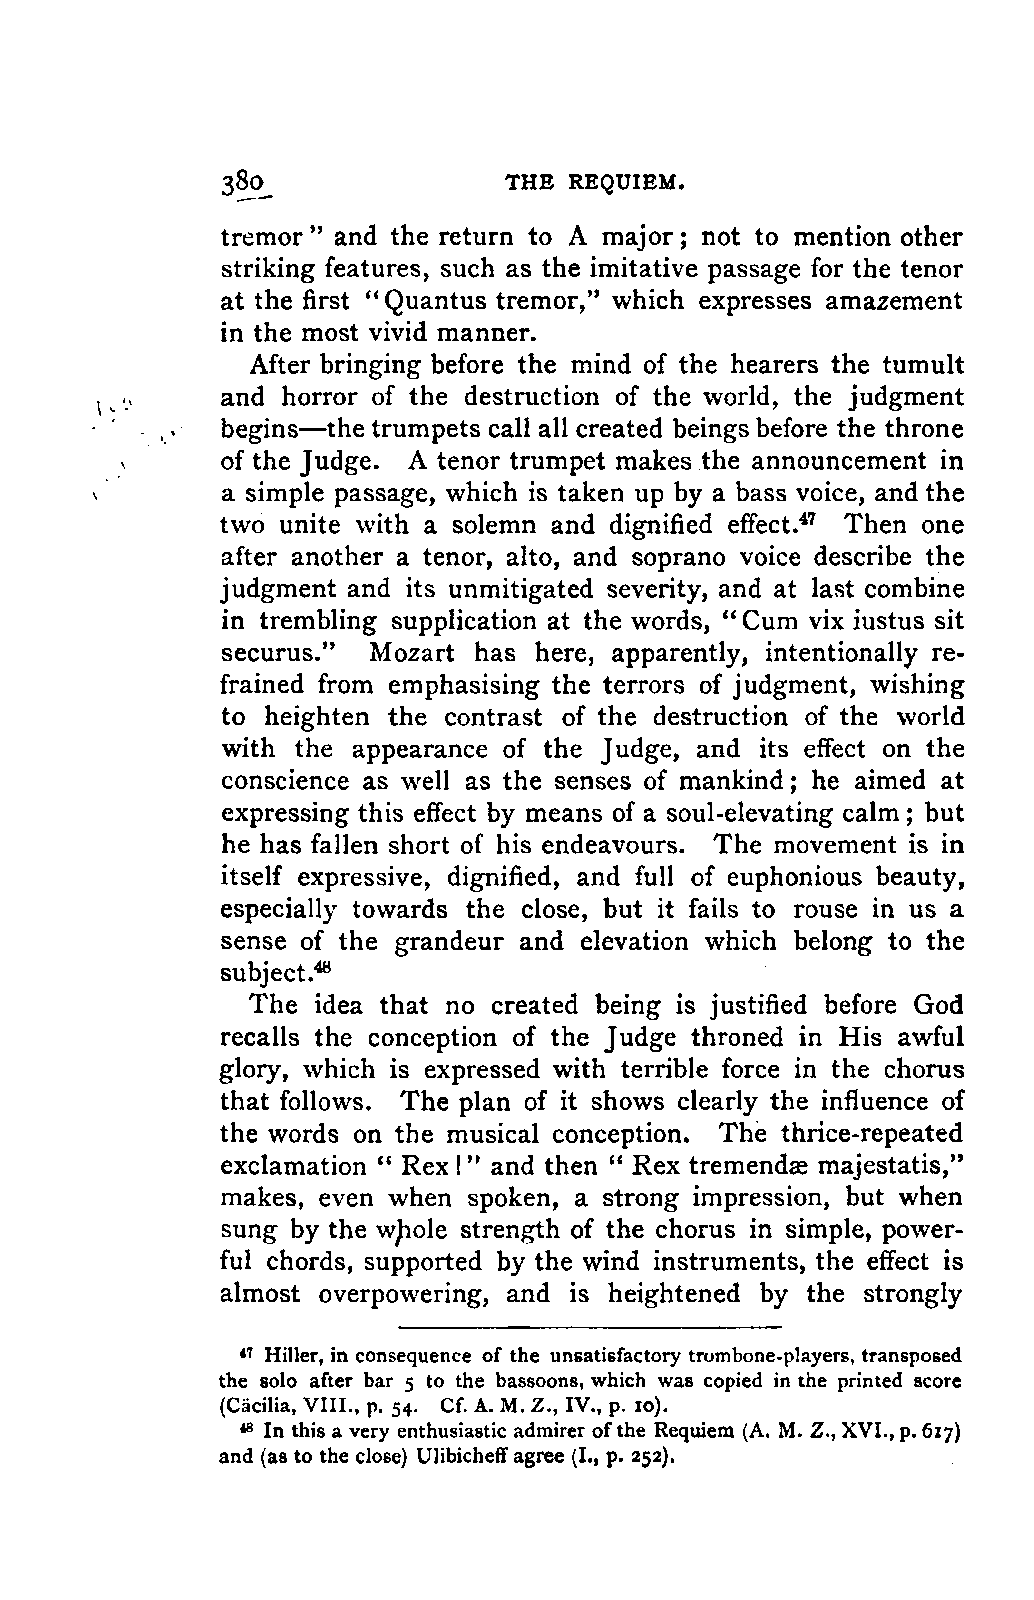 380 THE REQUIEM.
tremor" and the return to A major; not to mention other
striking features, such as the imitative passage for the tenor
at the first "Quantus tremor," which expresses amazement
in the most vivid manner.
After bringing before the mind of the hearers the tumult
and horror of the destruction of the world, the judgment
begins—the trumpets call all created beings before the throne
of the Judge. A tenor trumpet makes the announcement in
a simple passage, which is taken up by a bass voice, and the
two unite with a solemn and dignified effect.⁴⁷ Then one
after another a tenor, alto, and soprano voice describe the
judgment and its unmitigated severity, and at last combine
in trembling supplication at the words, "Cum vix iustus sit
securus." Mozart has here, apparently, intentionally re-
frained from emphasising the terrors of judgment, wishing
to heighten the contrast of the destruction of the world
with the appearance of the Judge, and its effect on the
conscience as well as the senses of mankind; he aimed at
expressing this effect by means of a soul-elevating calm; but
he has fallen short of his endeavours. The movement is in
itself expressive, dignified, and full of euphonious beauty,
especially towards the close, but it fails to rouse in us a
sense of the grandeur and elevation which belong to the
subject.⁴⁸
The idea that no created being is justified before God
recalls the conception of the Judge throned in His awful
glory, which is expressed with terrible force in the chorus
that follows. The plan of it shows clearly the influence of
the words on the musical conception. The thrice-repeated
exclamation "Rex!" and then "Rex tremendæ majestatis,"
makes, even when spoken, a strong impression, but when
sung by the whole strength of the chorus in simple, power-
ful chords, supported by the wind instruments, the effect is
almost overpowering, and is heightened by the strongly
⁴⁷ Hiller, in consequence of the unsatisfactory trumbone-players, transposed
the solo after bar 5 to the bassoons, which was copied in the printed score
(Cäcilia, VIII., p. 54. Cf. A. M. Z., IV., p. 10).
⁴⁸ In this a very enthusiastic admirer of the Requiem (A. M. Z., XVI., p. 617)
and (as to the close) Ulibicheff agree (I., p. 252).